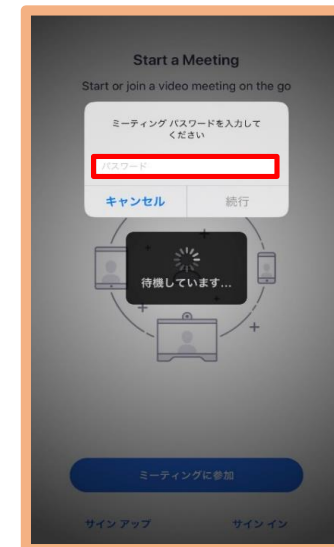 Start a Meeting
Start or join a video meeting on the go
ミーティング パスワードを入力して
ください
パスワード
キャンセル
続行
待機しています...
ミーティングに参加
サイン アップ
サイン イン